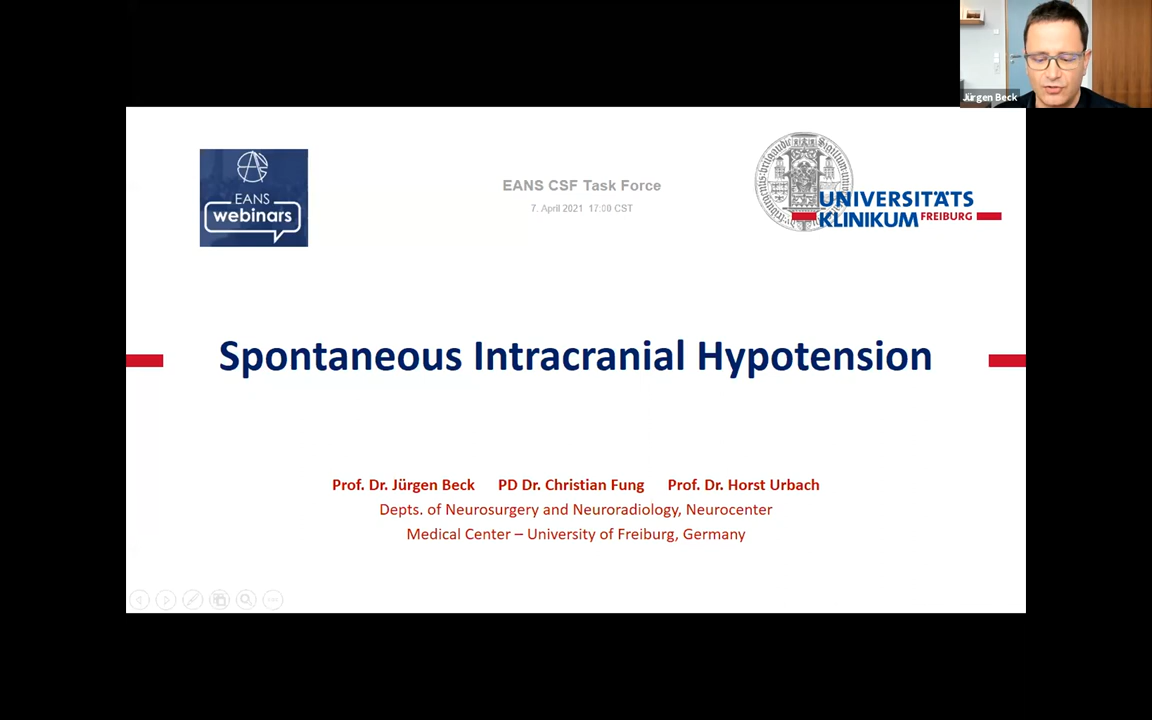 Jürgen Beck
EANS
webinars
EANS CSF Task Force
7. April 2021 17:00 CST
UNIVERSITÄTS
KLINIKUM FREIBURG
Spontaneous Intracranial Hypotension
Prof. Dr. Jürgen Beck PD Dr. Christian Fung Prof. Dr. Horst Urbach
Depts. of Neurosurgery and Neuroradiology, Neurocenter
Medical Center – University of Freiburg, Germany